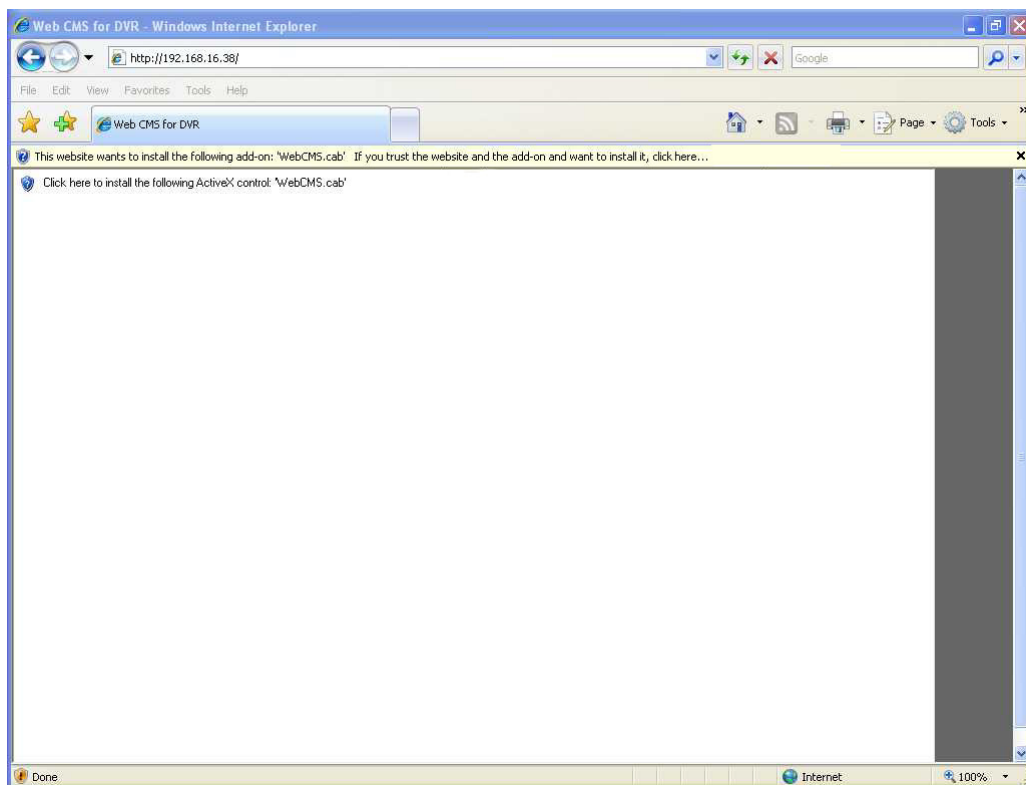 Web CMS for DVR - Windows Internet Explorer
http://192.168.16.38/
Google
File Edit View Favorites Tools Help
Web CMS for DVR
Page
Tools
This website wants to install the following add-on: 'WebCMS.cab' If you trust the website and the add-on and want to install it, click here...
Click here to install the following ActiveX control: 'WebCMS.cab'
Done
Internet
100%